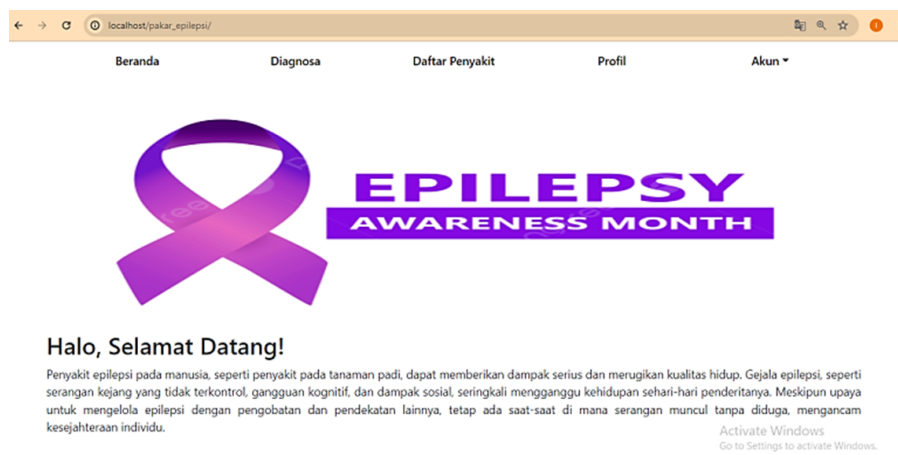 localhost/pakar_epilepsi/
Beranda Diagnosa Daftar Penyakit Profil Akun
EPILEPSY
AWARENESS MONTH
Halo, Selamat Datang!
Penyakit epilepsi pada manusia, seperti penyakit pada tanaman padi, dapat memberikan dampak serius dan merugikan kualitas hidup. Gejala epilepsi, seperti
serangan kejang yang tidak terkontrol, gangguan kognitif, dan dampak sosial, seringkali mengganggu kehidupan sehari-hari penderitanya. Meskipun upaya
untuk mengelola epilepsi dengan pengobatan dan pendekatan lainnya, tetap ada saat-saat di mana serangan muncul tanpa diduga, mengancam
kesejahteraan individu.
Activate Windows
Go to Settings to activate Windows.